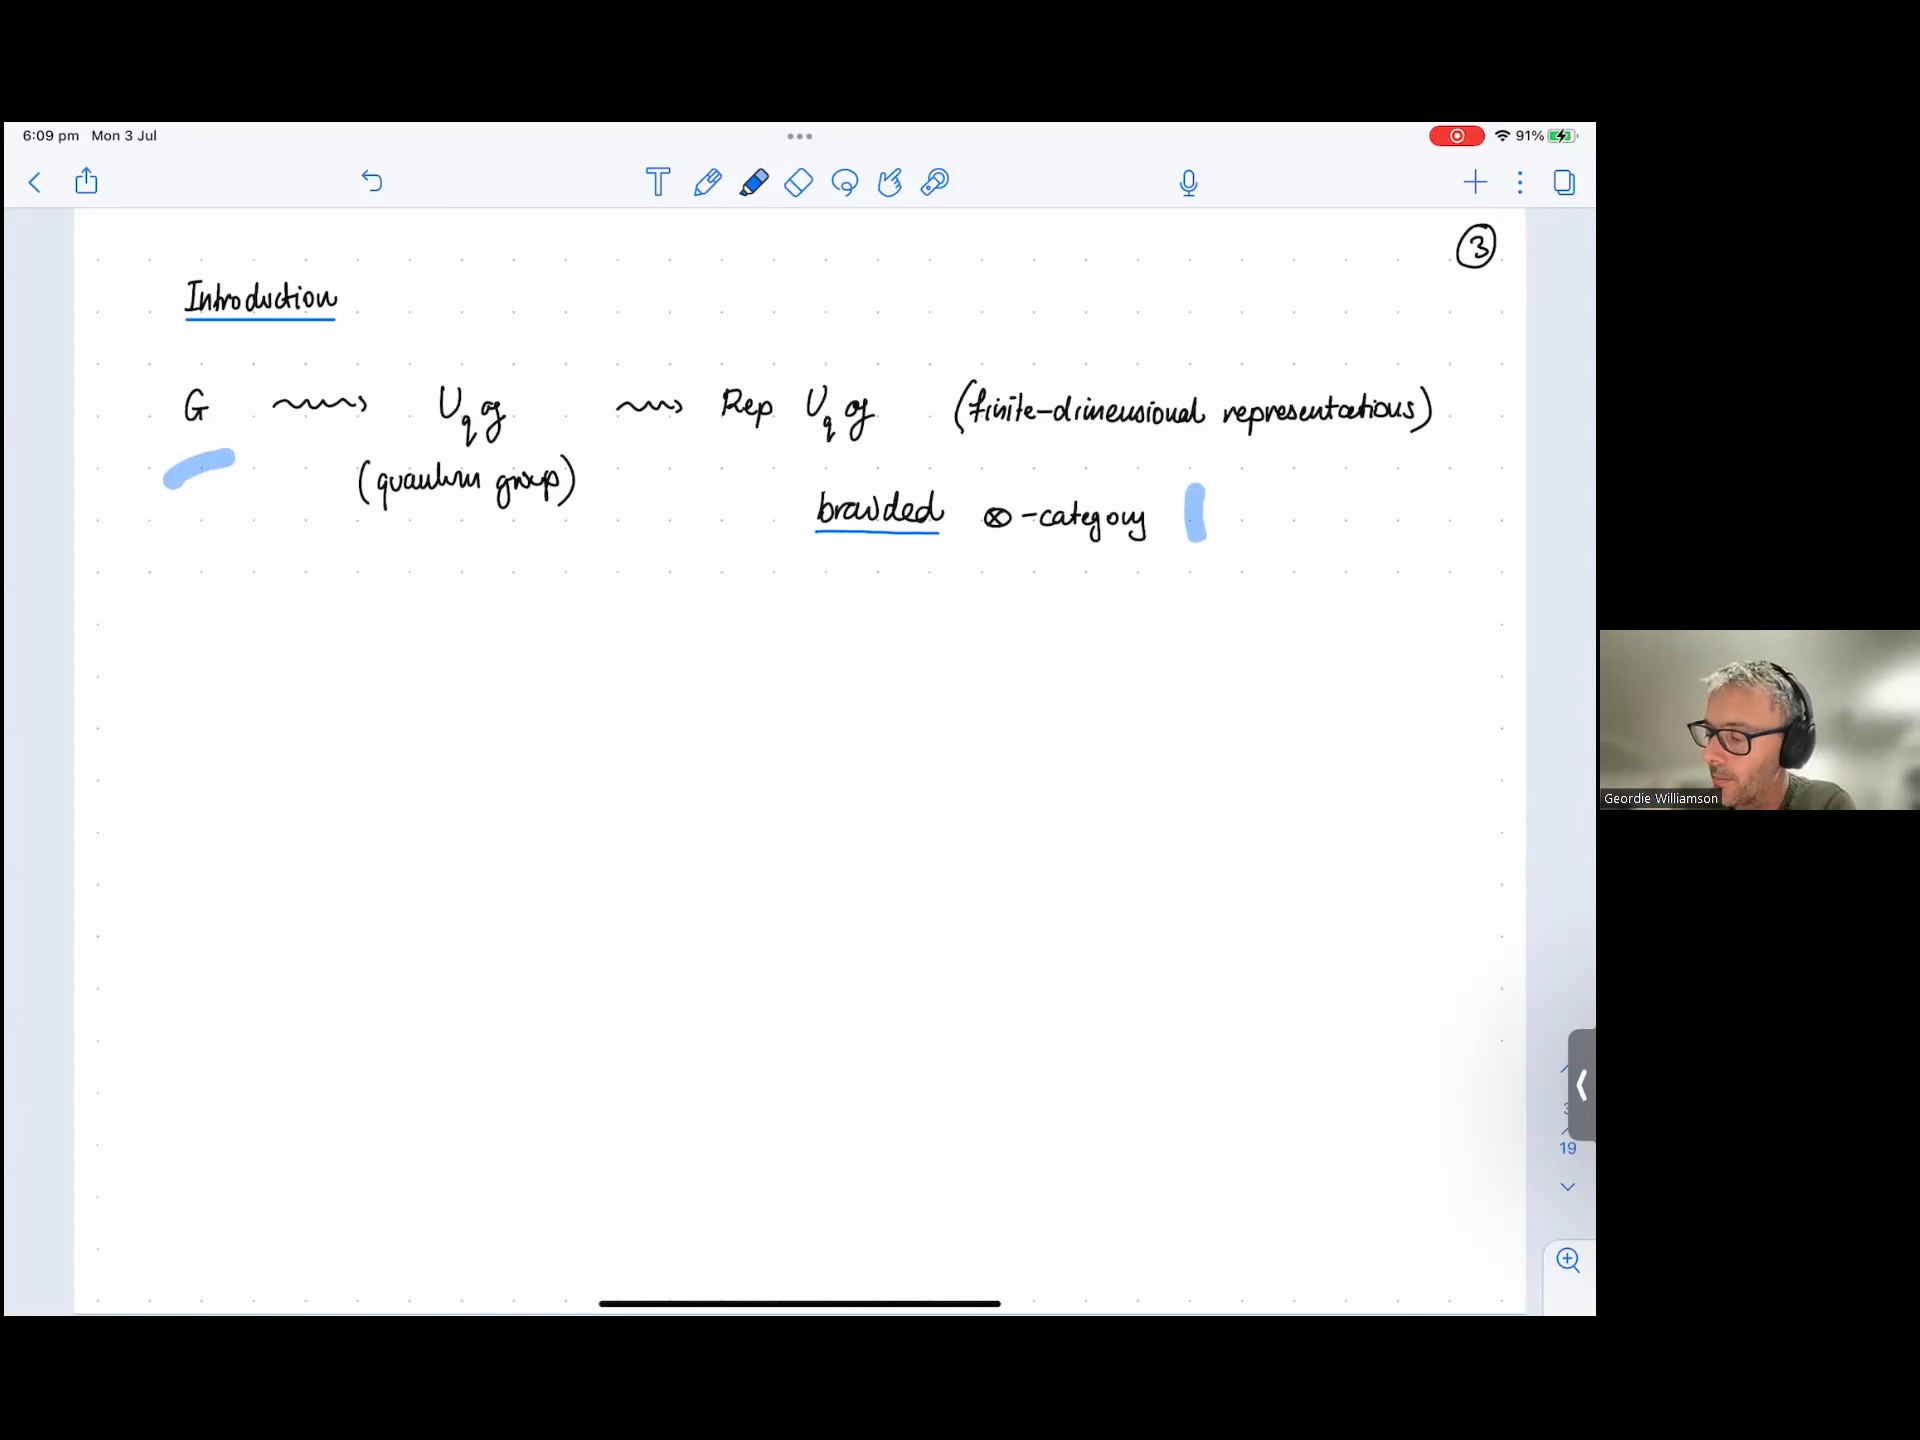 6:09 pm Mon 3 Jul
91%
3
Introduction
G ⇝ U_q 𝔤 ⇝ Rep U_q 𝔤 (finite-dimensional representations)
(quantum group)
braided ⊗-category
Geordie Williamson
3
19